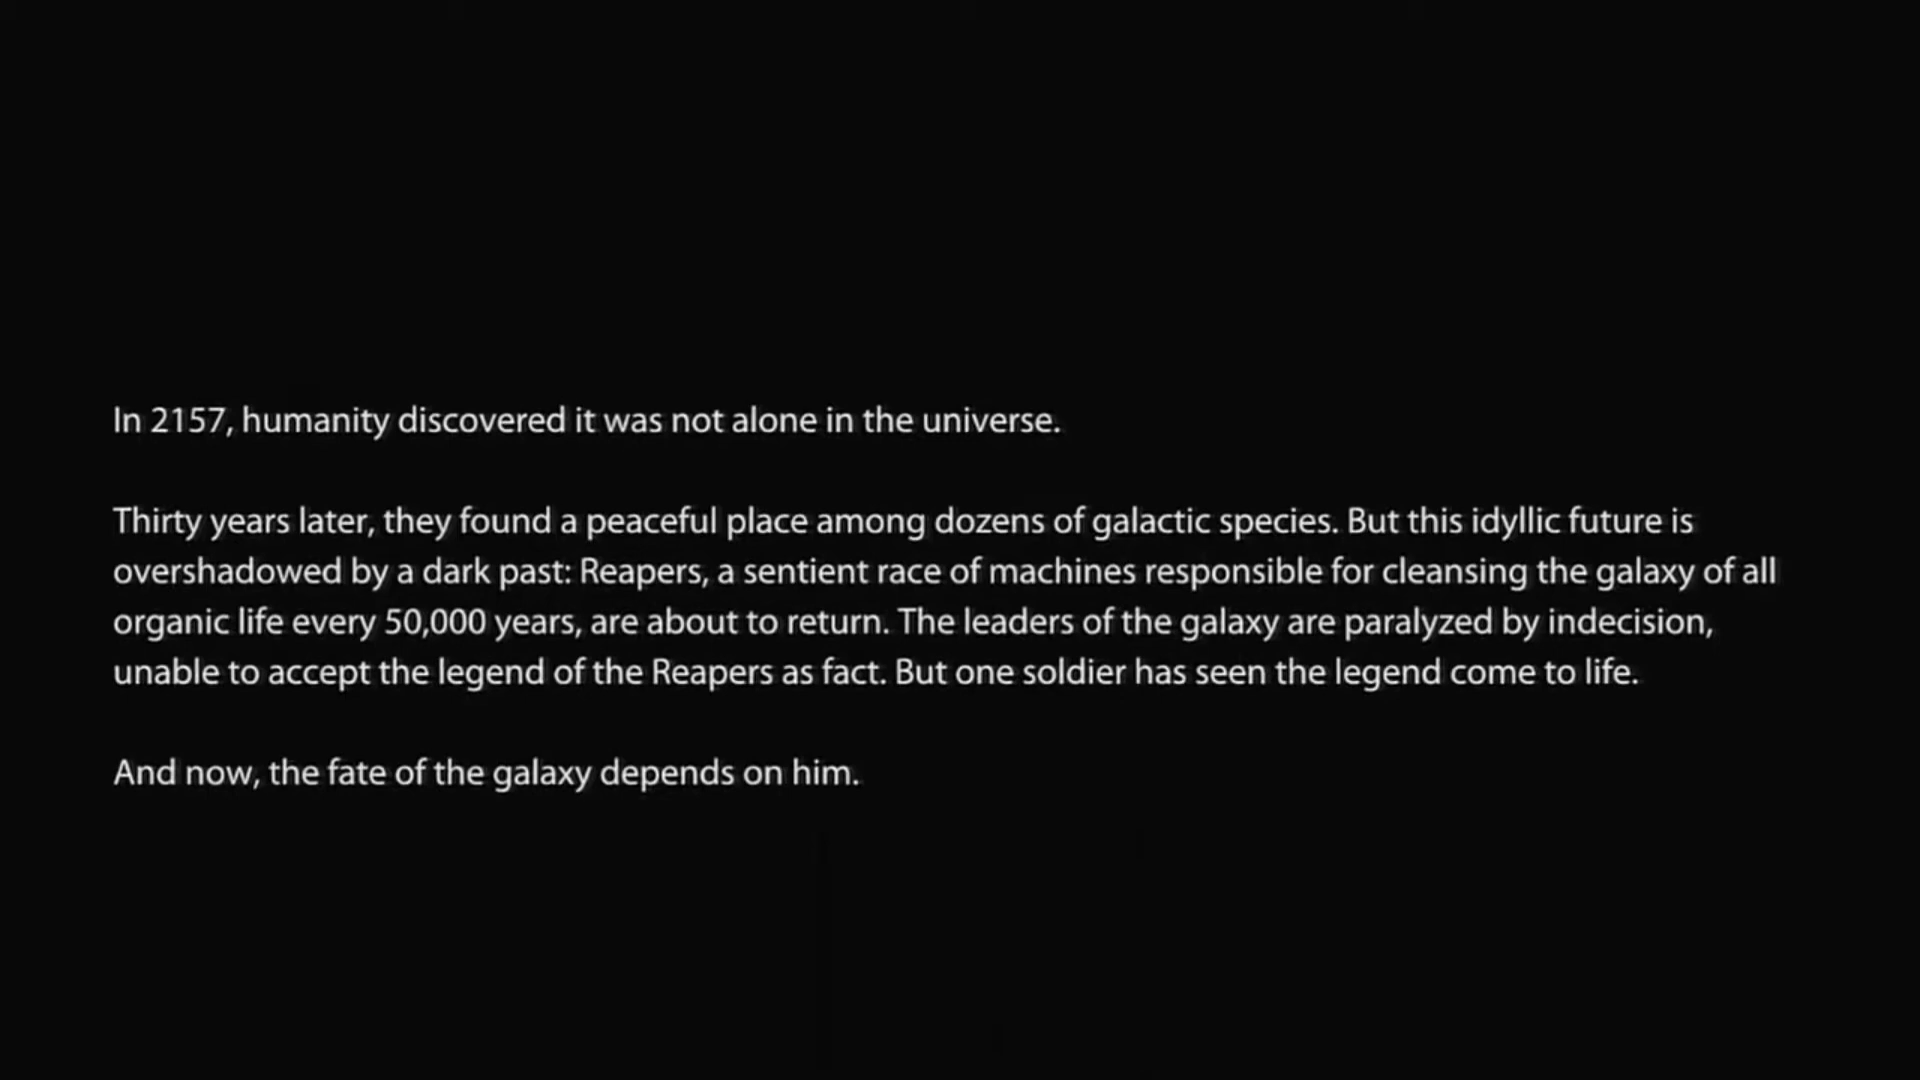 In 2157, humanity discovered it was not alone in the universe.
Thirty years later, they found a peaceful place among dozens of galactic species. But this idyllic future is
overshadowed by a dark past: Reapers, a sentient race of machines responsible for cleansing the galaxy of all
organic life every 50,000 years, are about to return. The leaders of the galaxy are paralyzed by indecision,
unable to accept the legend of the Reapers as fact. But one soldier has seen the legend come to life.
And now, the fate of the galaxy depends on him.